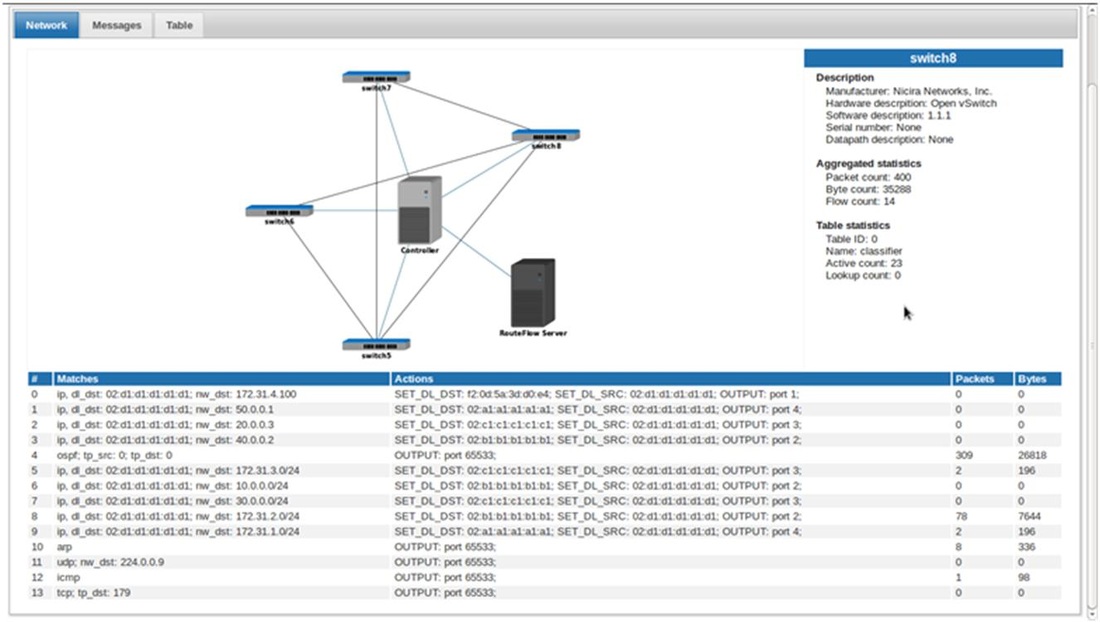 Network Messages Table
switch7
switch8
switch6
Controller
RouteFlow Server
switch5
switch8
Description
Manufacturer: Nicira Networks, Inc.
Hardware descrpition: Open vSwitch
Software description: 1.1.1
Serial number: None
Datapath description: None
Aggregated statistics
Packet count: 400
Byte count: 35288
Flow count: 14
Table statistics
Table ID: 0
Name: classifier
Active count: 23
Lookup count: 0
# Matches Actions Packets Bytes
0 ip, dl_dst: 02:d1:d1:d1:d1:d1; nw_dst: 172.31.4.100 SET_DL_DST: f2:0d:5a:3d:d0:e4; SET_DL_SRC: 02:d1:d1:d1:d1:d1; OUTPUT: port 1; 0 0
1 ip, dl_dst: 02:d1:d1:d1:d1:d1; nw_dst: 50.0.0.1 SET_DL_DST: 02:a1:a1:a1:a1:a1; SET_DL_SRC: 02:d1:d1:d1:d1:d1; OUTPUT: port 4; 0 0
2 ip, dl_dst: 02:d1:d1:d1:d1:d1; nw_dst: 20.0.0.3 SET_DL_DST: 02:c1:c1:c1:c1:c1; SET_DL_SRC: 02:d1:d1:d1:d1:d1; OUTPUT: port 3; 0 0
3 ip, dl_dst: 02:d1:d1:d1:d1:d1; nw_dst: 40.0.0.2 SET_DL_DST: 02:b1:b1:b1:b1:b1; SET_DL_SRC: 02:d1:d1:d1:d1:d1; OUTPUT: port 2; 0 0
4 ospf; tp_src: 0; tp_dst: 0 OUTPUT: port 65533; 309 26818
5 ip, dl_dst: 02:d1:d1:d1:d1:d1; nw_dst: 172.31.3.0/24 SET_DL_DST: 02:c1:c1:c1:c1:c1; SET_DL_SRC: 02:d1:d1:d1:d1:d1; OUTPUT: port 3; 2 196
6 ip, dl_dst: 02:d1:d1:d1:d1:d1; nw_dst: 10.0.0.0/24 SET_DL_DST: 02:b1:b1:b1:b1:b1; SET_DL_SRC: 02:d1:d1:d1:d1:d1; OUTPUT: port 2; 0 0
7 ip, dl_dst: 02:d1:d1:d1:d1:d1; nw_dst: 30.0.0.0/24 SET_DL_DST: 02:c1:c1:c1:c1:c1; SET_DL_SRC: 02:d1:d1:d1:d1:d1; OUTPUT: port 3; 0 0
8 ip, dl_dst: 02:d1:d1:d1:d1:d1; nw_dst: 172.31.2.0/24 SET_DL_DST: 02:b1:b1:b1:b1:b1; SET_DL_SRC: 02:d1:d1:d1:d1:d1; OUTPUT: port 2; 78 7644
9 ip, dl_dst: 02:d1:d1:d1:d1:d1; nw_dst: 172.31.1.0/24 SET_DL_DST: 02:a1:a1:a1:a1:a1; SET_DL_SRC: 02:d1:d1:d1:d1:d1; OUTPUT: port 4; 2 196
10 arp OUTPUT: port 65533; 8 336
11 udp; nw_dst: 224.0.0.9 OUTPUT: port 65533; 0 0
12 icmp OUTPUT: port 65533; 1 98
13 tcp; tp_dst: 179 OUTPUT: port 65533; 0 0